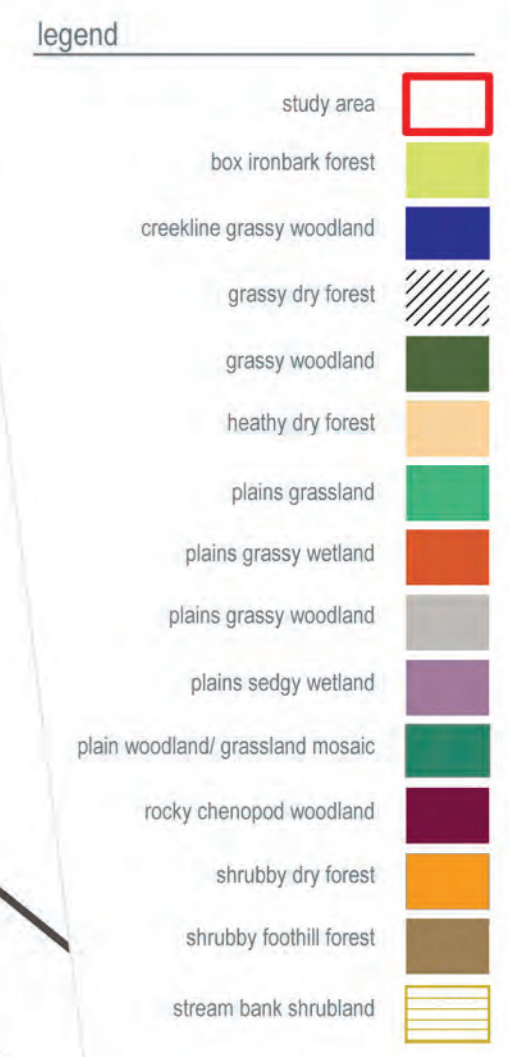 legend
study area
box ironbark forest
creekline grassy woodland
grassy dry forest
grassy woodland
heathy dry forest
plains grassland
plains grassy wetland
plains grassy woodland
plains sedgy wetland
plain woodland/ grassland mosaic
rocky chenopod woodland
shrubby dry forest
shrubby foothill forest
stream bank shrubland